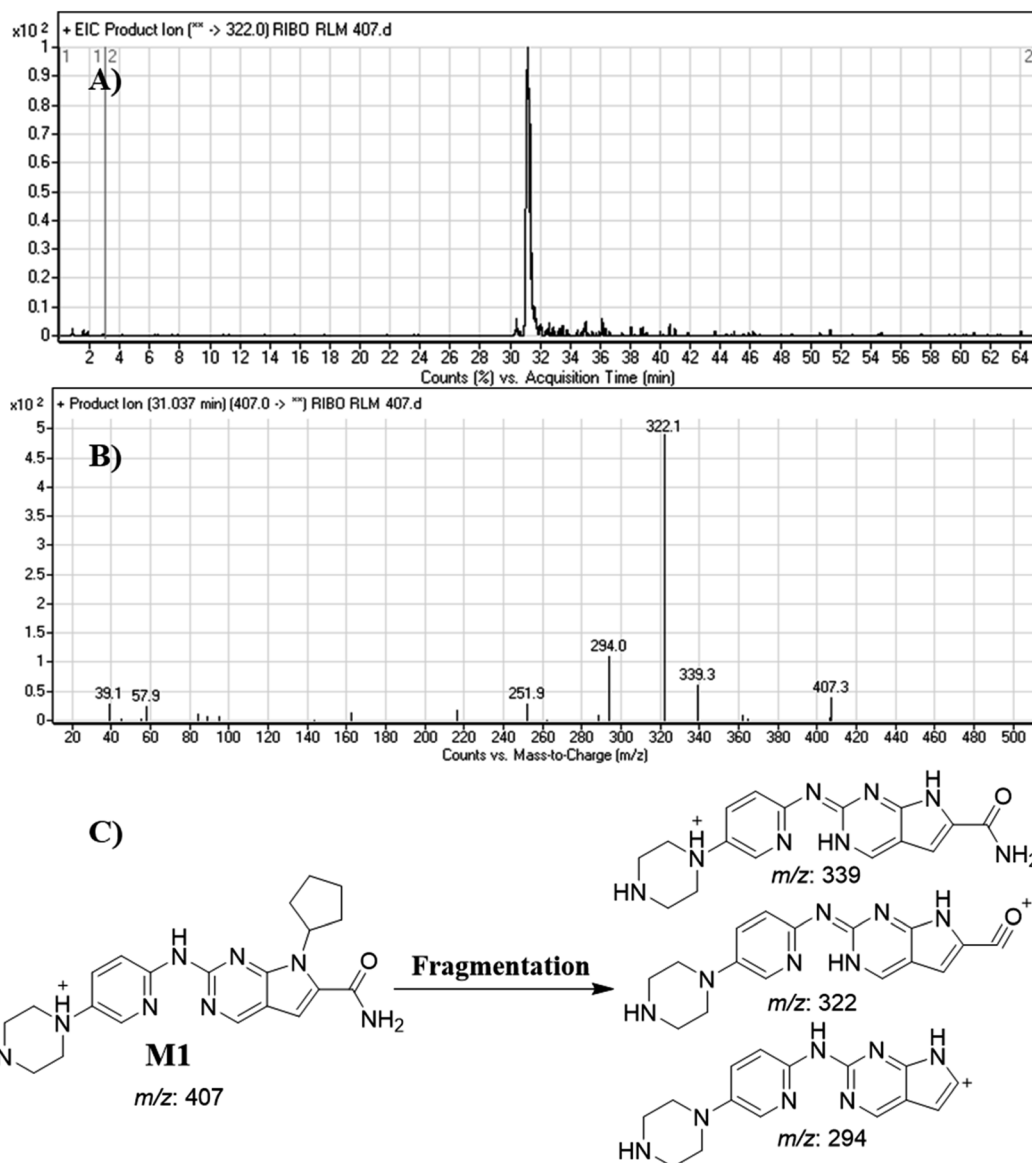 x10 2 + EIC Product Ion (** -> 322.0) RIBO RLM 407.d
1 1 2 2
A)
1
0.9
0.8
0.7
0.6
0.5
0.4
0.3
0.2
0.1
0
2 4 6 8 10 12 14 16 18 20 22 24 26 28 30 32 34 36 38 40 42 44 46 48 50 52 54 56 58 60 62 64
Counts (%) vs. Acquisition Time (min)
x10 2 + Product Ion (31.037 min) (407.0 -> **) RIBO RLM 407.d
B)
5
4.5
4
3.5
3
2.5
2
1.5
1
0.5
0
322.1
294.0
339.3
39.1 57.9 251.9 407.3
20 40 60 80 100 120 140 160 180 200 220 240 260 280 300 320 340 360 380 400 420 440 460 480 500
Counts vs. Mass-to-Charge (m/z)
C)
H N N N N HN N O NH2 H + N HN
m/z: 339
H N N N N HN N O + N HN
m/z: 322
H N N N H N N N + N HN
m/z: 294
H N N N N N N O NH2 H + N N
M1
m/z: 407
Fragmentation